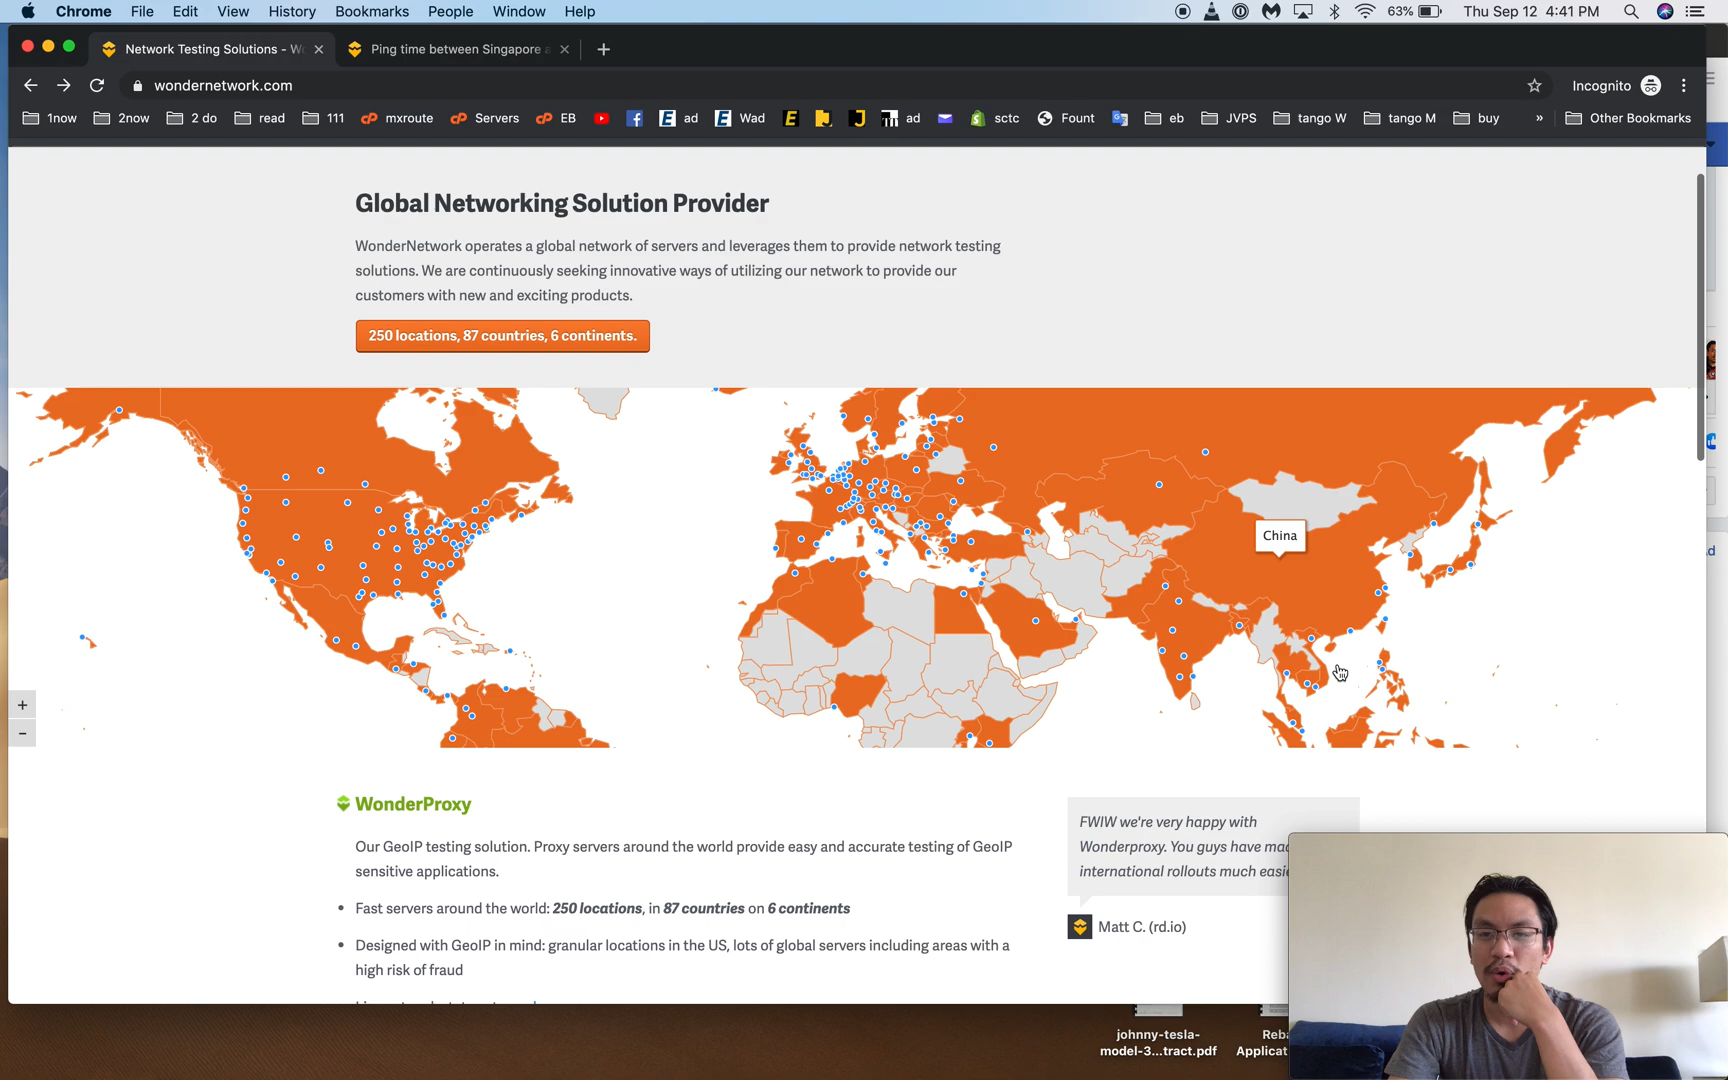 Chrome File Edit View History Bookmarks People Window Help 63% Thu Sep 12 4:41 PM
Network Testing Solutions - W Ping time between Singapore
wondernetwork.com Incognito
1now 2now 2 do read 111 mxroute Servers EB ad Wad ad sctc Fount eb JVPS tango W tango M buy » Other Bookmarks
Global Networking Solution Provider
WonderNetwork operates a global network of servers and leverages them to provide network testing
solutions. We are continuously seeking innovative ways of utilizing our network to provide our
customers with new and exciting products.
250 locations, 87 countries, 6 continents.
China
+
-
WonderProxy
Our GeoIP testing solution. Proxy servers around the world provide easy and accurate testing of GeoIP
sensitive applications.
• Fast servers around the world: 250 locations, in 87 countries on 6 continents
• Designed with GeoIP in mind: granular locations in the US, lots of global servers including areas with a
high risk of fraud
FWIW we're very happy with
Wonderproxy. You guys have mad
international rollouts much easi
Matt C. (rd.io)
johnny-tesla-
model-3...tract.pdf
Reb
Applicat